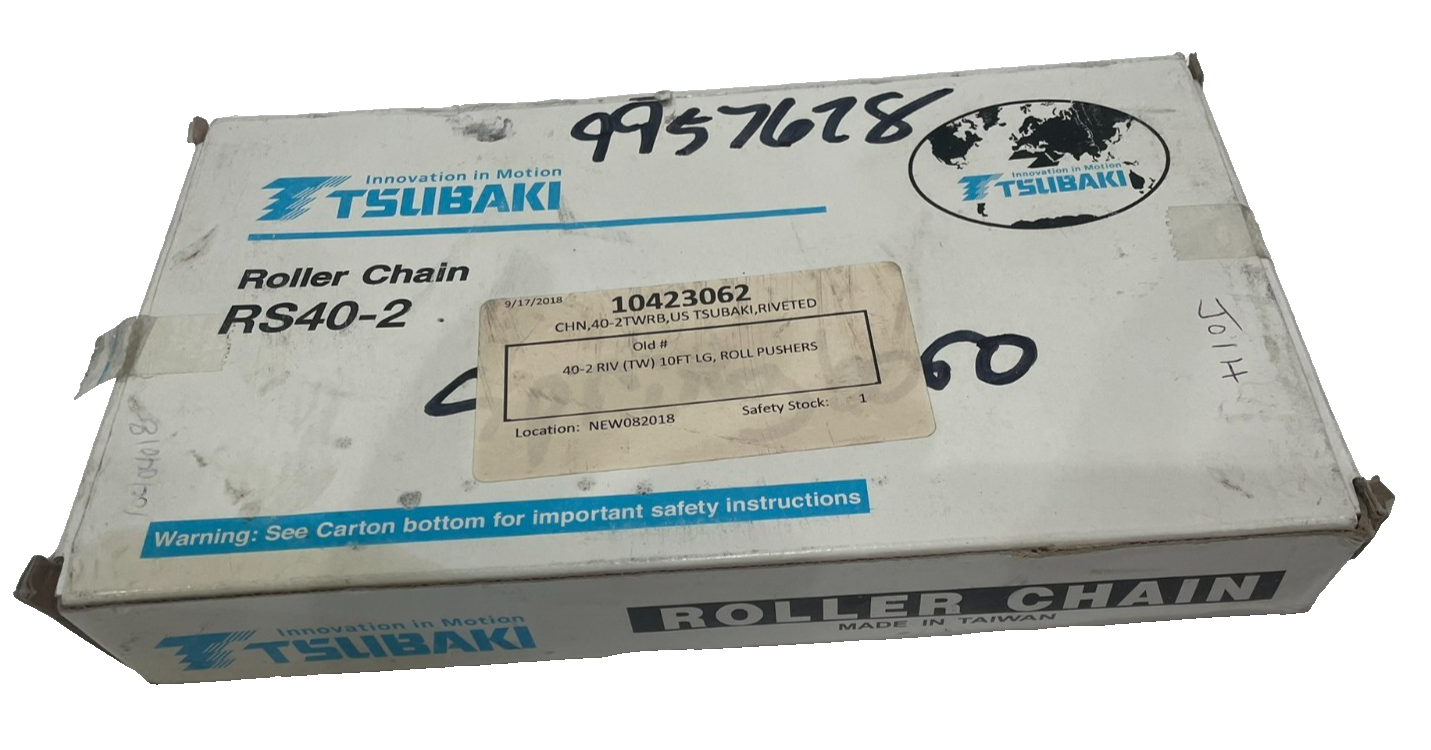 9957678
Innovation in Motion
TSUBAKI
Innovation in Motion
TSUBAKI
Roller Chain
RS40-2
9/17/2018
10423062
CHN,40-2TWRB,US TSUBAKI,RIVETED
Old #
40-2 RIV (TW) 10FT LG, ROLL PUSHERS
Location: NEW082018
Safety Stock: 1
Warning: See Carton bottom for important safety instructions
Innovation in Motion
TSUBAKI
ROLLER CHAIN
MADE IN TAIWAN